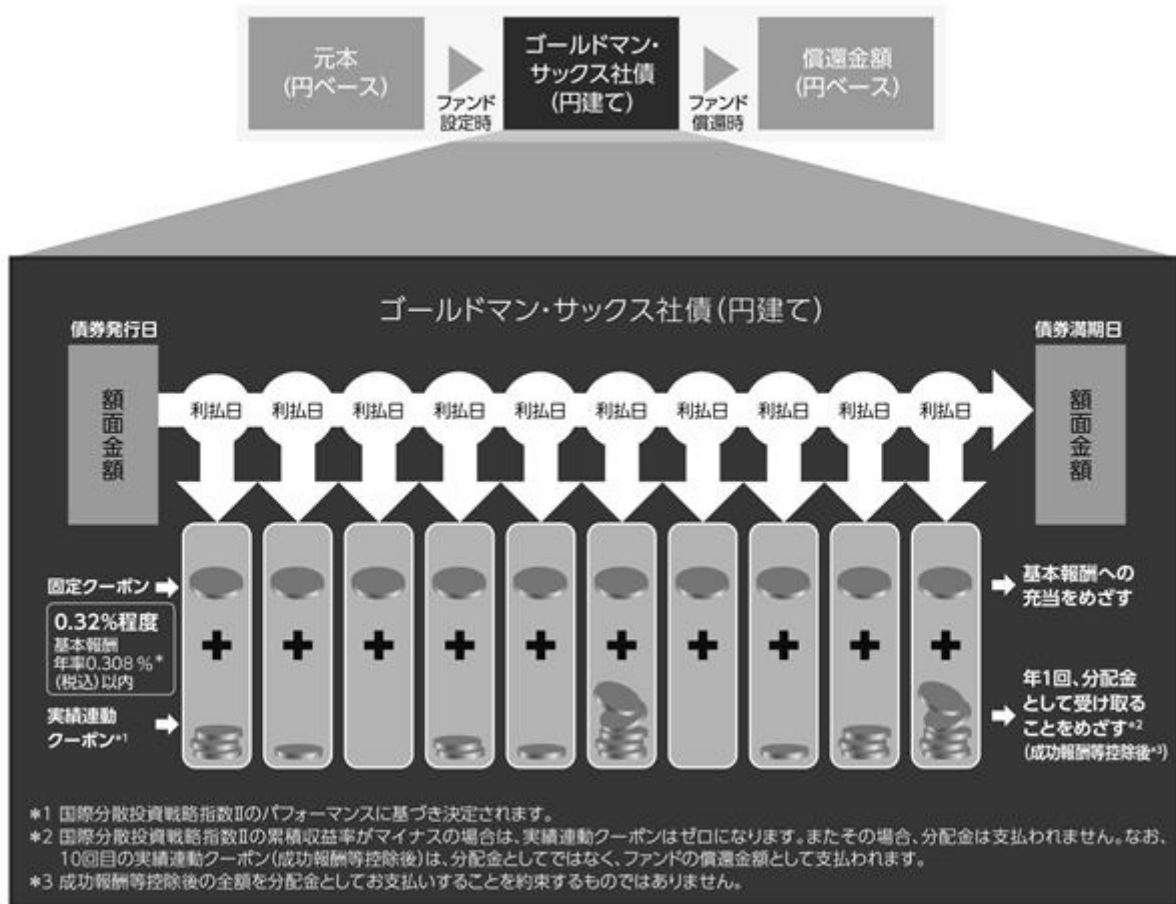 元本
(円ベース)
ファンド
設定時
ゴールドマン・
サックス社債
(円建て)
ファンド
償還時
償還金額
(円ベース)
ゴールドマン・サックス社債(円建て)
債券発行日
額面金額
利払日 利払日 利払日 利払日 利払日 利払日 利払日 利払日 利払日 利払日
債券満期日
額面金額
固定クーポン
0.32%程度
基本報酬
年率0.308%*
(税込)以内
実績連動
クーポン*1
基本報酬への
充当をめざす
年1回、分配金
として受け取る
ことをめざす*2
(成功報酬等控除後*3)
*1 国際分散投資戦略指数Ⅱのパフォーマンスに基づき決定されます。
*2 国際分散投資戦略指数Ⅱの累積収益率がマイナスの場合は、実績連動クーポンはゼロになります。またその場合、分配金は支払われません。なお、
10回目の実績連動クーポン(成功報酬等控除後)は、分配金としてではなく、ファンドの償還金額として支払われます。
*3 成功報酬等控除後の全額を分配金としてお支払いすることを約束するものではありません。